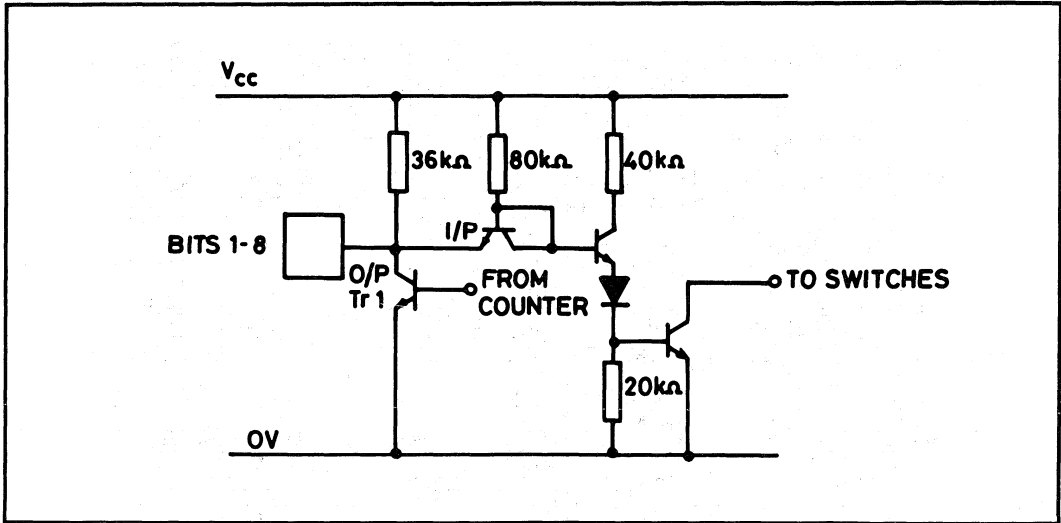 Vcc
36kΩ
80kΩ
40kΩ
I/P
BITS 1-8
O/P
Tr 1
FROM
COUNTER
TO SWITCHES
20kΩ
0V